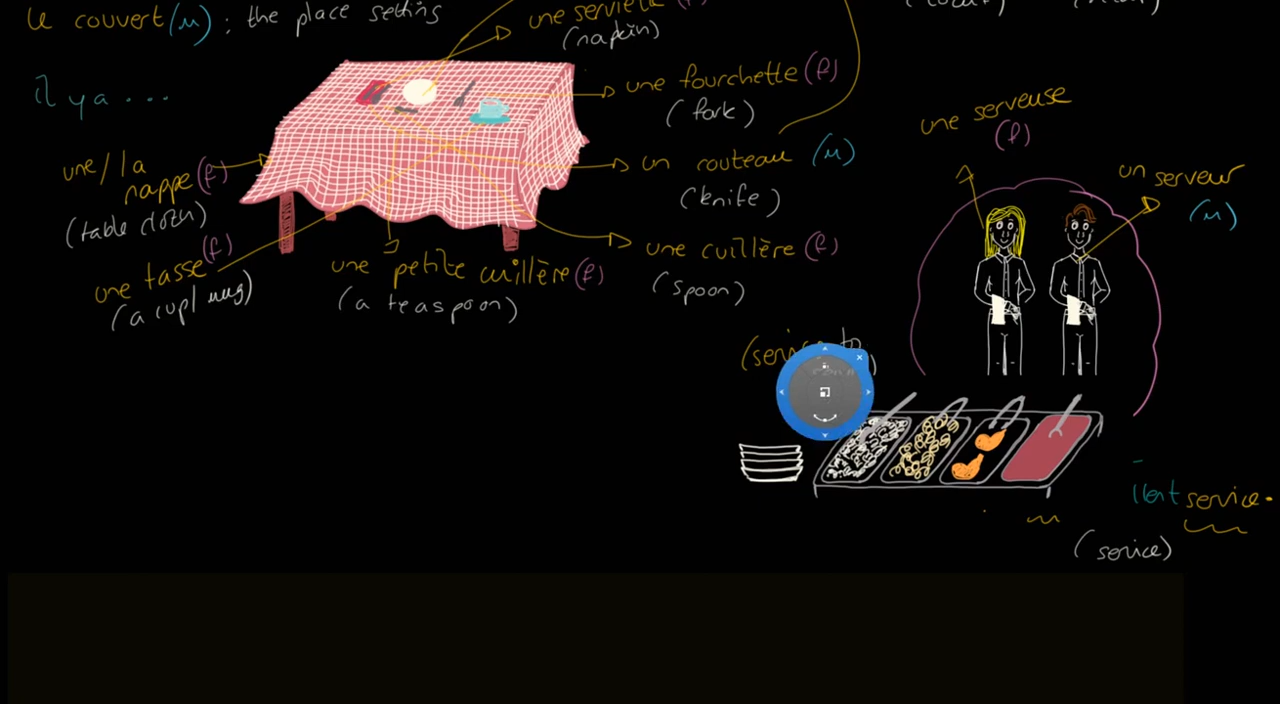 le couvert (m) : the place setting
une serviette
(napkin)
il y a ...
une fourchette (f)
(fork)
une / la
nappe (f)
(table cloth)
un couteau (m)
(knife)
une tasse (f)
(a cup/mug)
une petite cuillère (f)
(a teaspoon)
une cuillère (f)
(spoon)
une serveuse
(f)
un serveur
(m)
service.
(service)